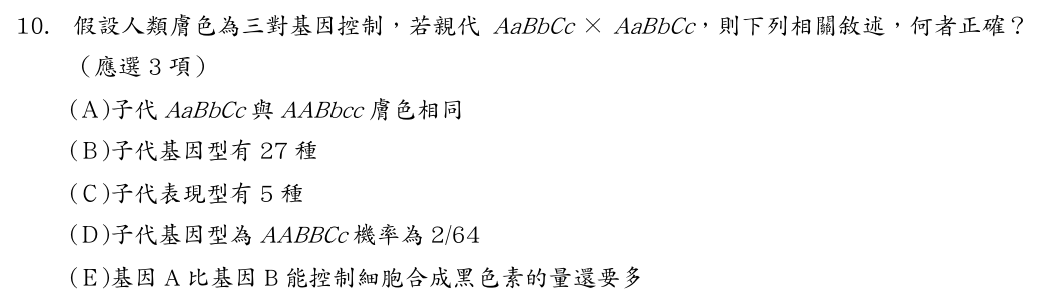 10. 假設人類膚色為三對基因控制，若親代 AaBbCc × AaBbCc，則下列相關敘述，何者正確？
（應選 3 項）
(A)子代 AaBbCc 與 AABbcc 膚色相同
(B)子代基因型有 27 種
(C)子代表現型有 5 種
(D)子代基因型為 AABBCc 機率為 2/64
(E)基因 A 比基因 B 能控制細胞合成黑色素的量還要多